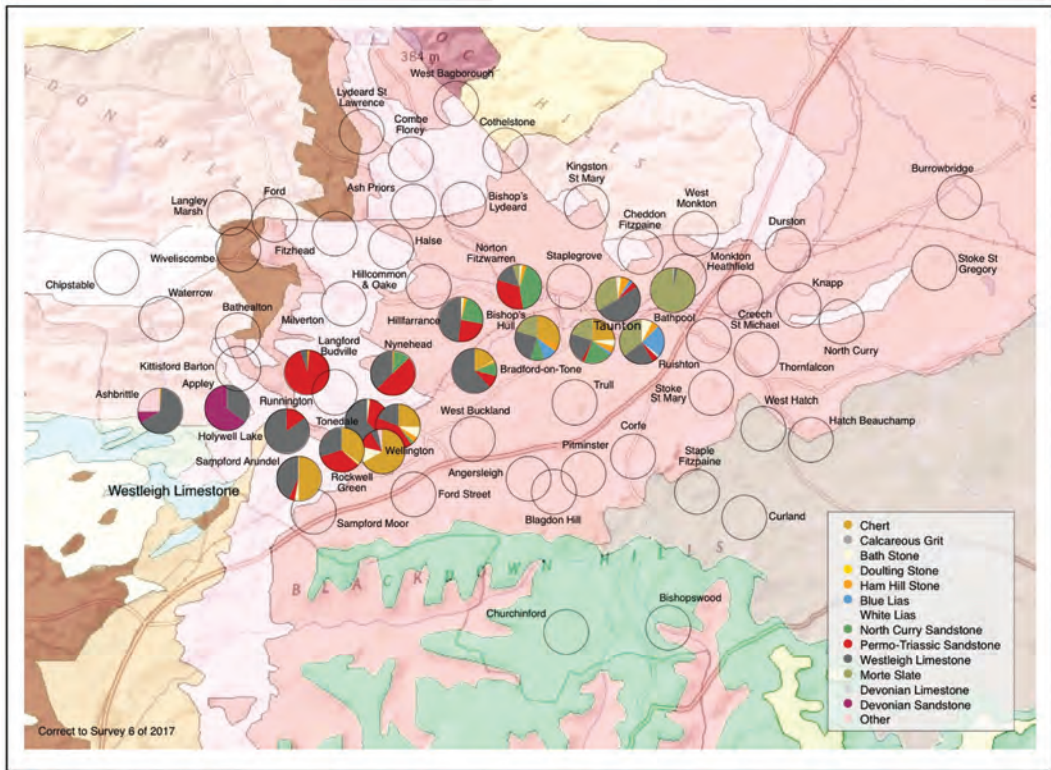 384 m
West Bagborough
Lydeard St
Lawrence
Combe
Florey
Cothelstone
HILLS
Kingston
St Mary
Burrowbridge
West
Monkton
Langley
Marsh
Ford
Ash Priors
Bishop's
Lydeard
Cheddon
Fitzpaine
Durston
Wiveliscombe
Fitzhead
Halse
Norton
Fitzwarren
Staplegrove
Monkton
Heathfield
Stoke St
Gregory
Chipstable
Hillcommon
& Oake
Knapp
Waterrow
Bathealton
Milverton
Hillfarrance
Bishop's
Hull
Taunton
Bathpool
Creech
St Michael
North Curry
Langford
Budville
Nynehead
Kittisford Barton
Bradford-on-Tone
Ruishton
Thornfalcon
Ashbrittle
Appley
Runnington
Trull
Stoke
St Mary
Holywell Lake
Tonedale
West Buckland
West Hatch
Hatch Beauchamp
Wellington
Corfe
Sampford Arundel
Pitminster
Staple
Fitzpaine
Westleigh Limestone
Rockwell
Green
Angersleigh
Ford Street
Blagdon Hill
Curland
Sampford Moor
BLACKDOWN HILLS
Churchinford
Bishopswood
Chert
Calcareous Grit
Bath Stone
Doulting Stone
Ham Hill Stone
Blue Lias
White Lias
North Curry Sandstone
Permo-Triassic Sandstone
Westleigh Limestone
Morte Slate
Devonian Limestone
Devonian Sandstone
Other
Correct to Survey 6 of 2017